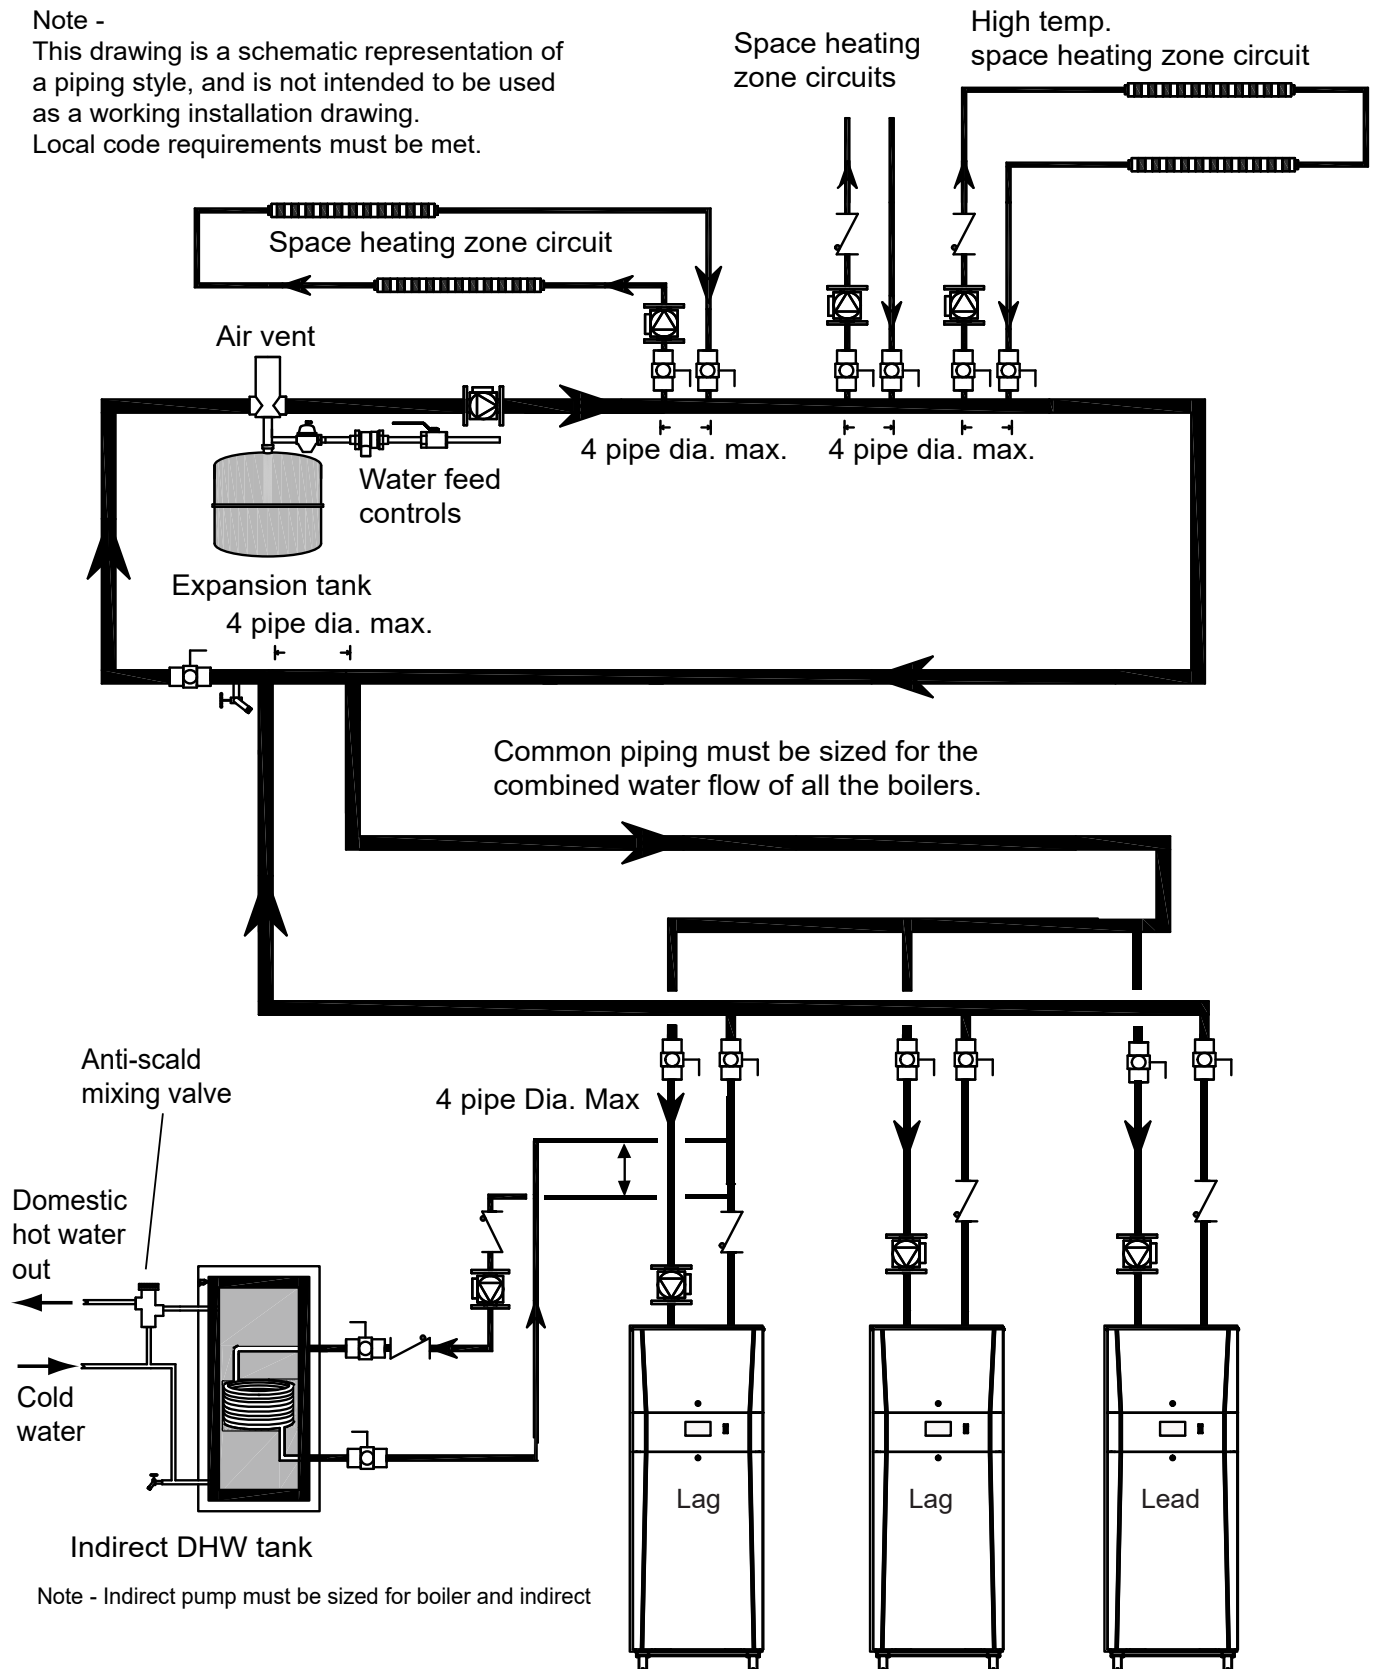 Note -
This drawing is a schematic representation of
a piping style, and is not intended to be used
as a working installation drawing.
Local code requirements must be met.
Space heating
zone circuits
High temp.
space heating zone circuit
Space heating zone circuit
Air vent
4 pipe dia. max.
4 pipe dia. max.
Water feed
controls
Expansion tank
4 pipe dia. max.
Common piping must be sized for the
combined water flow of all the boilers.
Anti-scald
mixing valve
4 pipe Dia. Max
Domestic
hot water
out
Cold
water
Lag
Lag
Lead
Indirect DHW tank
Note - Indirect pump must be sized for boiler and indirect